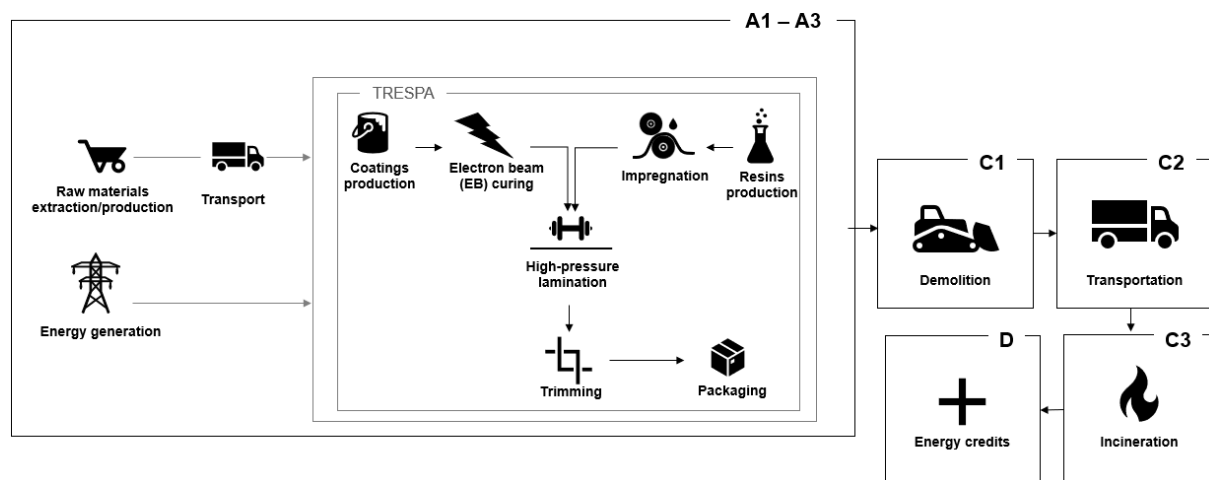 A1 – A3
TRESPA
Coatings
production
Electron beam
(EB) curing
Impregnation
Resins
production
Raw materials
extraction/production
Transport
High-pressure
lamination
Energy generation
Trimming
Packaging
C1
Demolition
C2
Transportation
D
Energy credits
C3
Incineration